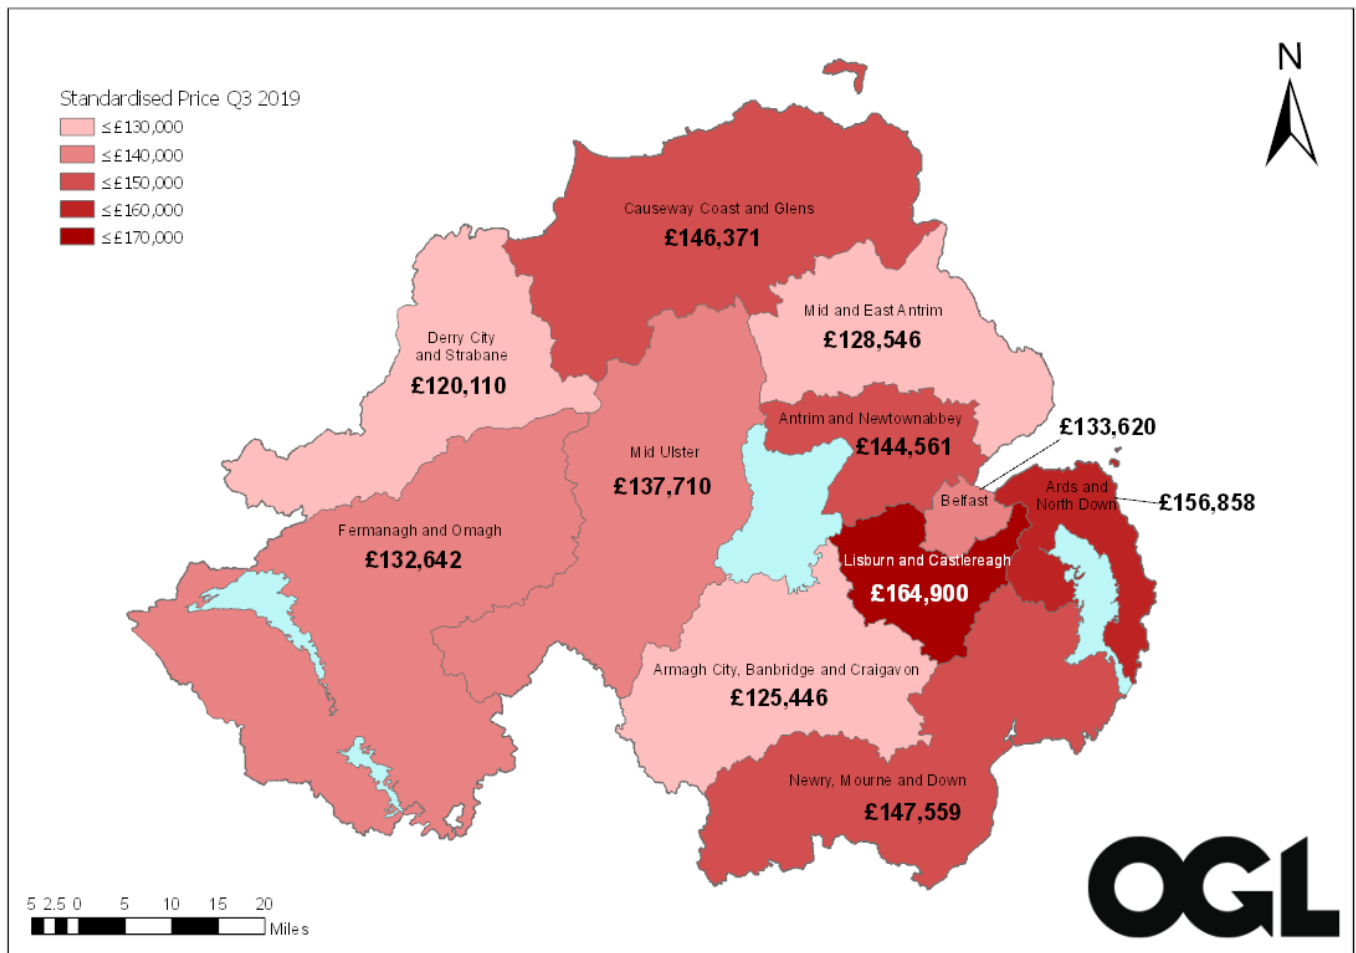 N
Standardised Price Q3 2019
≤£130,000
≤£140,000
≤£150,000
≤£160,000
≤£170,000
Causeway Coast and Glens
£146,371
Mid and East Antrim
£128,546
Derry City
and Strabane
£120,110
Antrim and Newtownabbey
£144,561
£133,620
Belfast
Mid Ulster
£137,710
Ards and
North Down
£156,858
Fermanagh and Omagh
£132,642
Lisburn and Castlereagh
£164,900
Armagh City, Banbridge and Craigavon
£125,446
Newry, Mourne and Down
£147,559
5 2.5 0 5 10 15 20
Miles
OGL